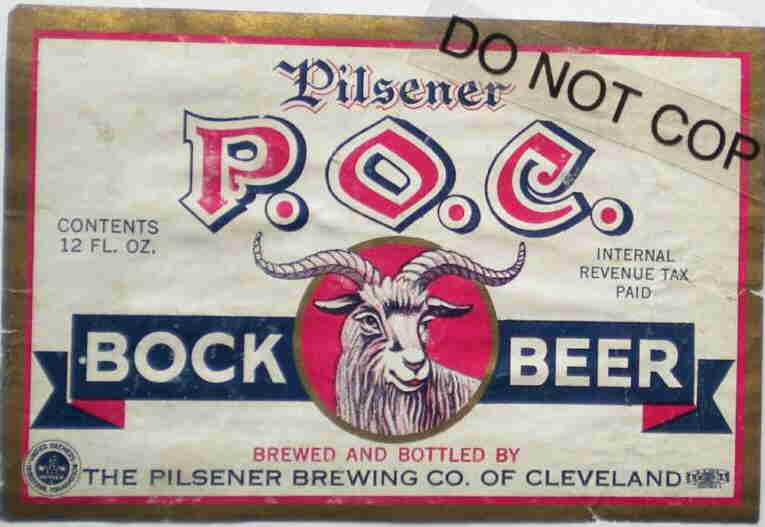 DO NOT COP
Pilsener
P.O.C.
CONTENTS
12 FL. OZ.
INTERNAL
REVENUE TAX
PAID
BOCK BEER
BREWED AND BOTTLED BY
THE PILSENER BREWING CO. OF CLEVELAND